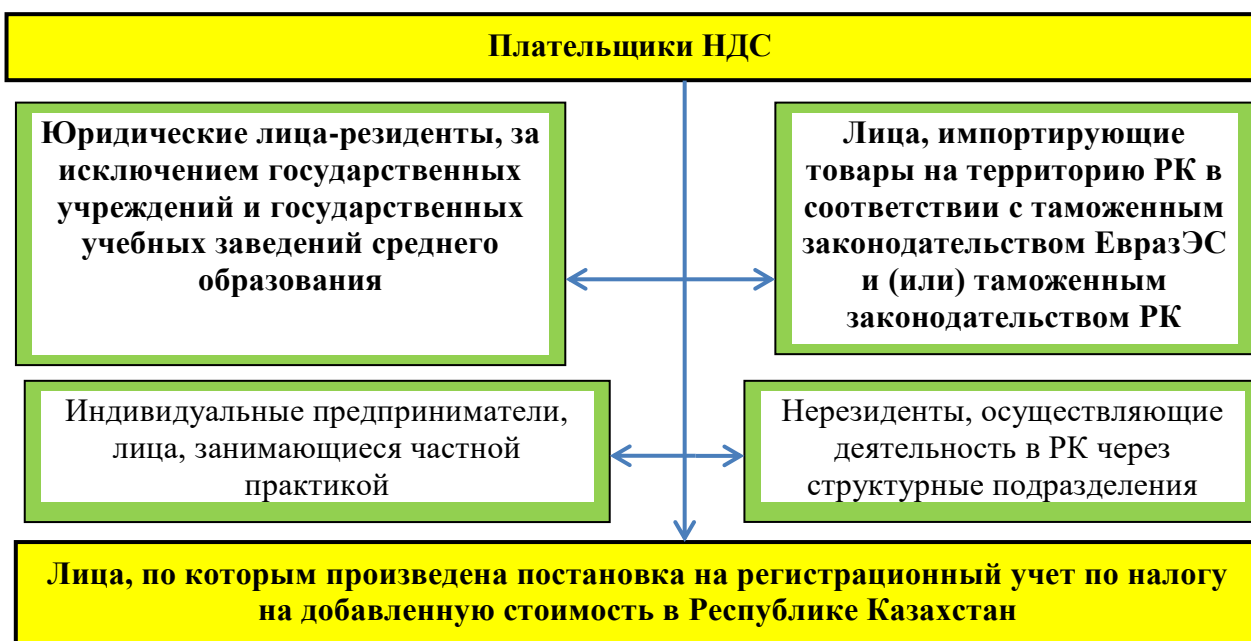 Плательщики НДС
Юридические лица-резиденты, за
исключением государственных
учреждений и государственных
учебных заведений среднего
образования
Лица, импортирующие
товары на территорию РК в
соответствии с таможенным
законодательством ЕвразЭС
и (или) таможенным
законодательством РК
Индивидуальные предприниматели,
лица, занимающиеся частной
практикой
Нерезиденты, осуществляющие
деятельность в РК через
структурные подразделения
Лица, по которым произведена постановка на регистрационный учет по налогу
на добавленную стоимость в Республике Казахстан